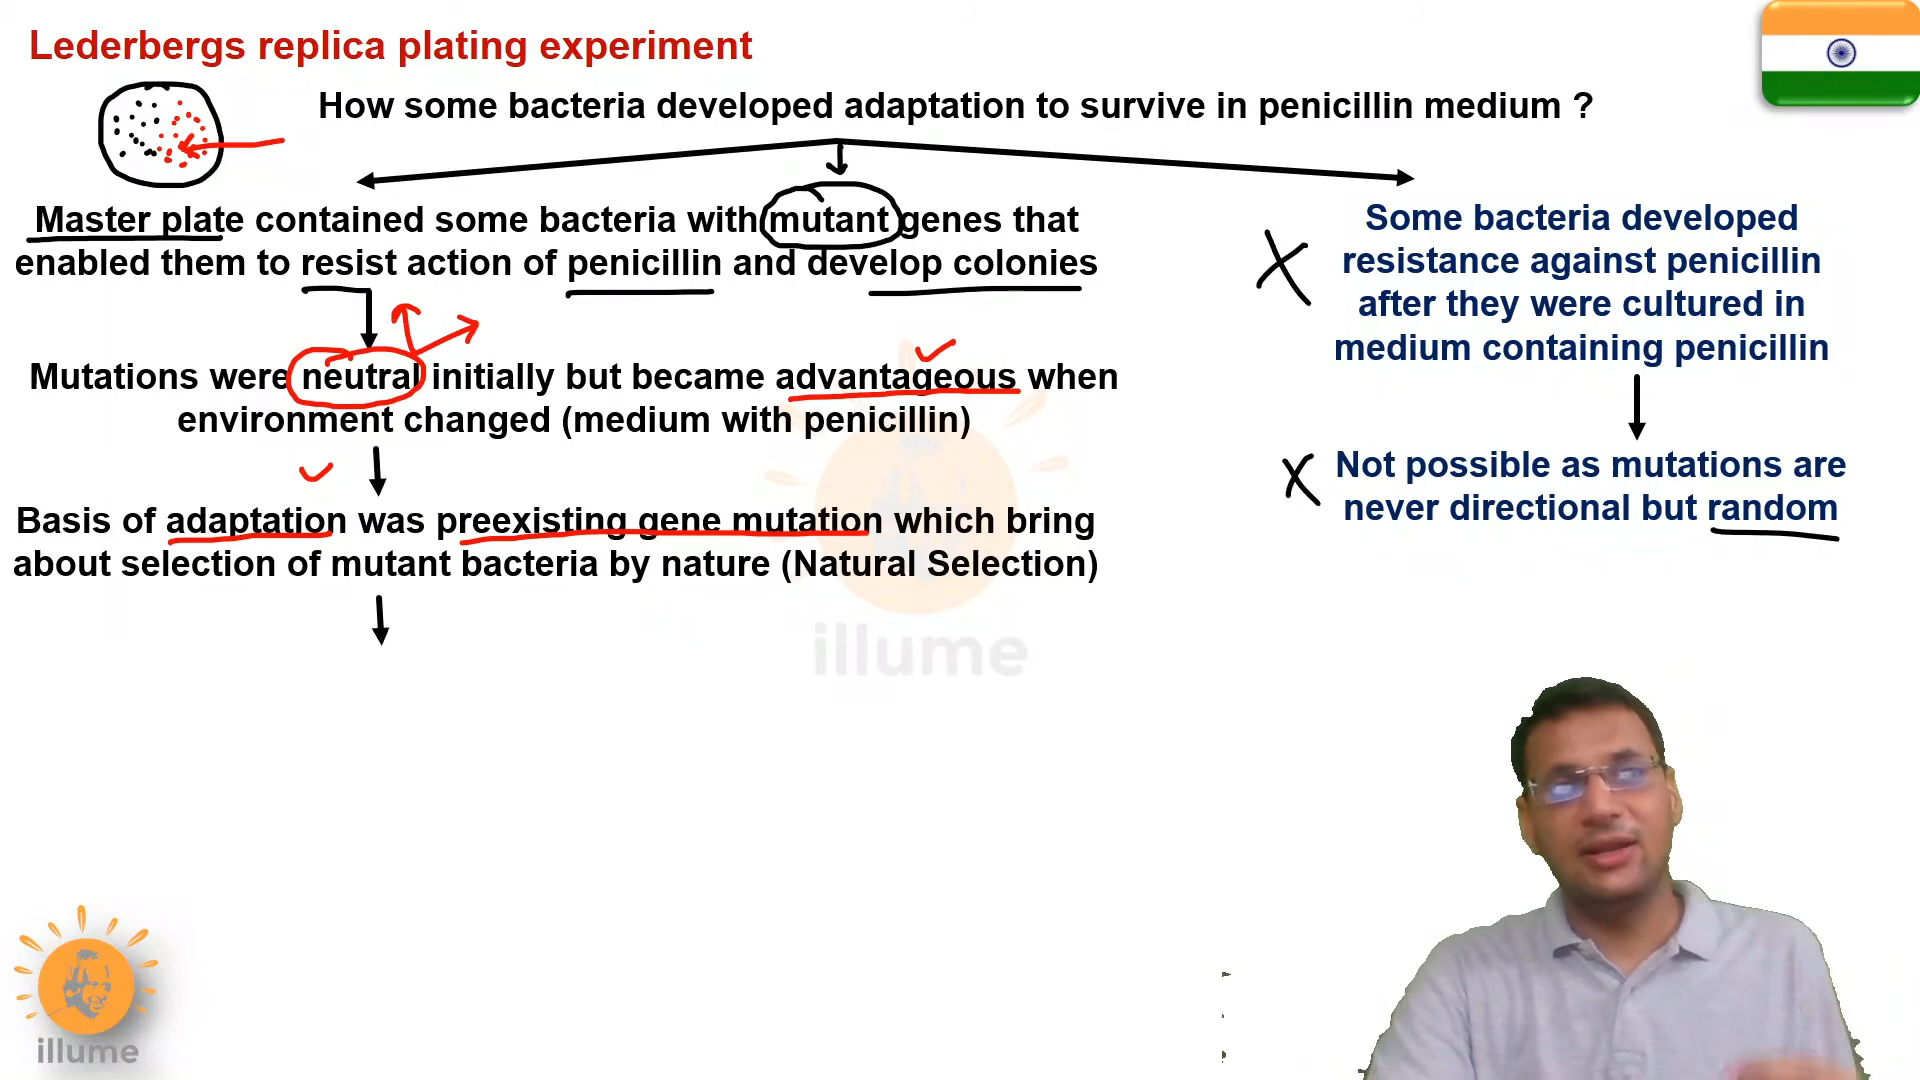 Lederbergs replica plating experiment
How some bacteria developed adaptation to survive in penicillin medium ?
Master plate contained some bacteria with mutant genes that
enabled them to resist action of penicillin and develop colonies
Mutations were neutral initially but became advantageous when
environment changed (medium with penicillin)
Basis of adaptation was preexisting gene mutation which bring
about selection of mutant bacteria by nature (Natural Selection)
Some bacteria developed
resistance against penicillin
after they were cultured in
medium containing penicillin
Not possible as mutations are
never directional but random
illume
illume